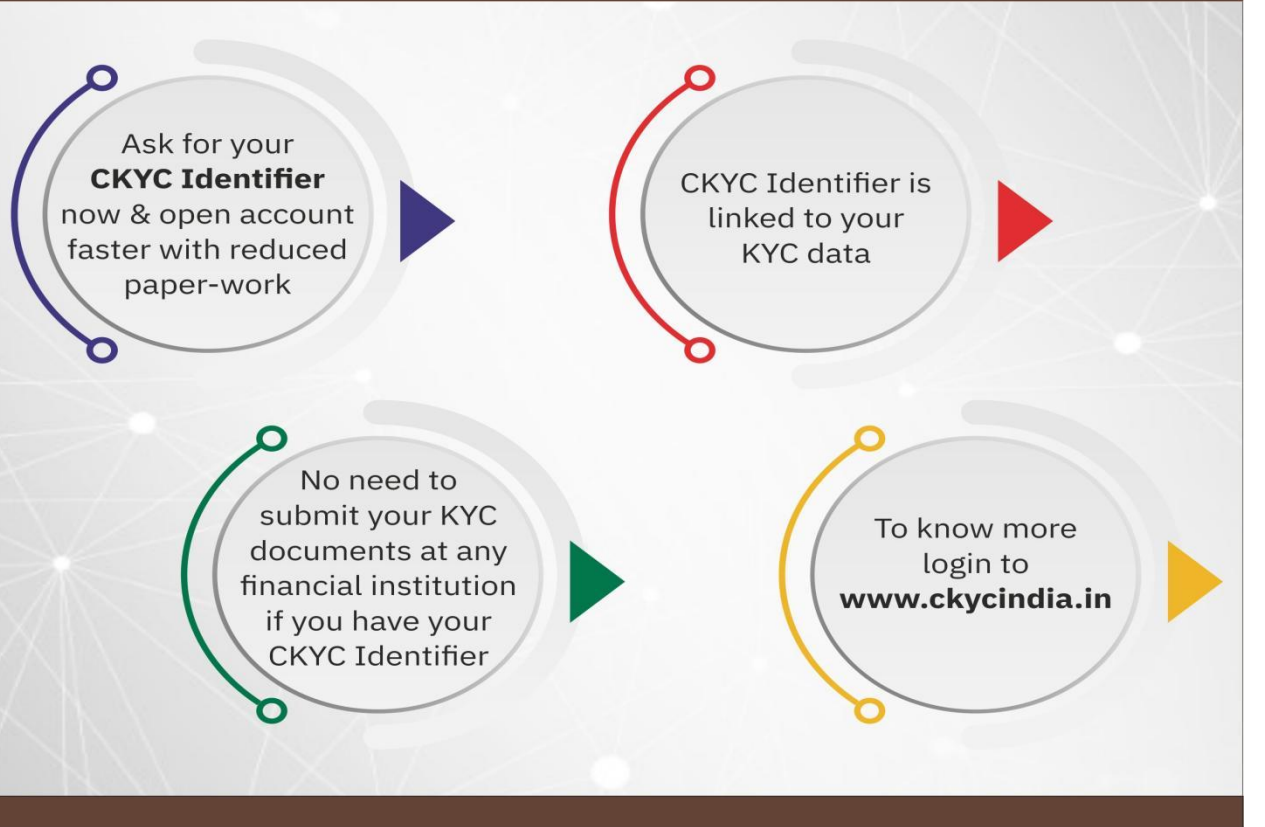 Ask for your
CKYC Identifier
now & open account
faster with reduced
paper-work
CKYC Identifier is
linked to your
KYC data
No need to
submit your KYC
documents at any
financial institution
if you have your
CKYC Identifier
To know more
login to
www.ckycindia.in